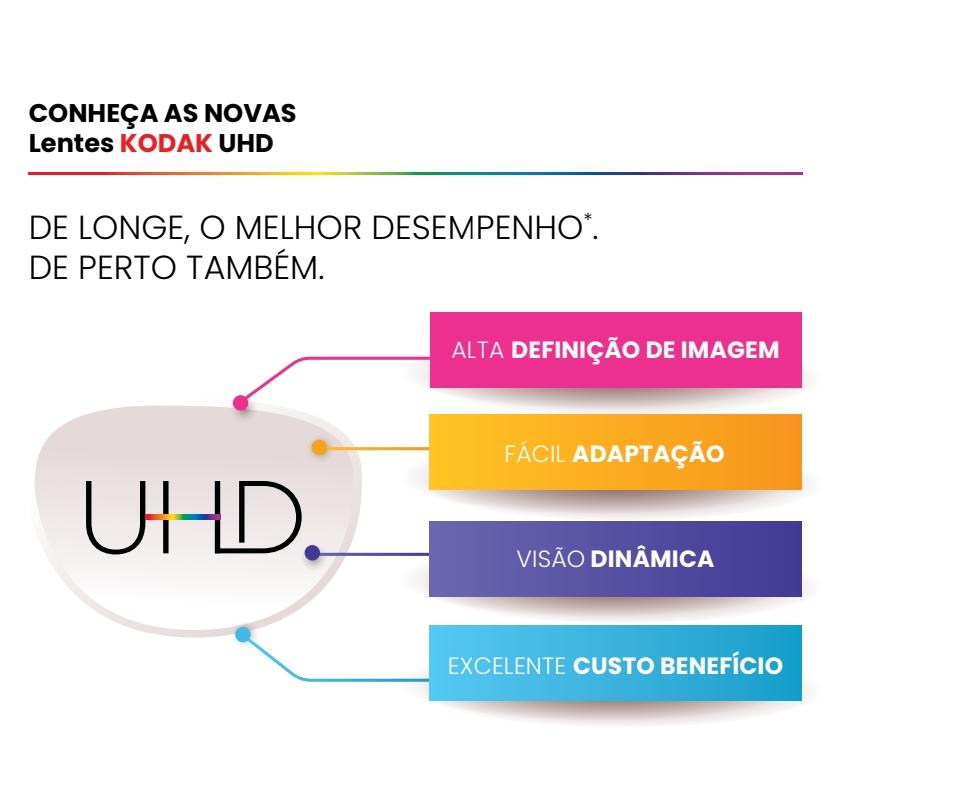 CONHEÇA AS NOVAS
Lentes KODAK UHD
DE LONGE, O MELHOR DESEMPENHO*.
DE PERTO TAMBÉM.
ALTA DEFINIÇÃO DE IMAGEM
FÁCIL ADAPTAÇÃO
UHD
VISÃO DINÂMICA
EXCELENTE CUSTO BENEFÍCIO